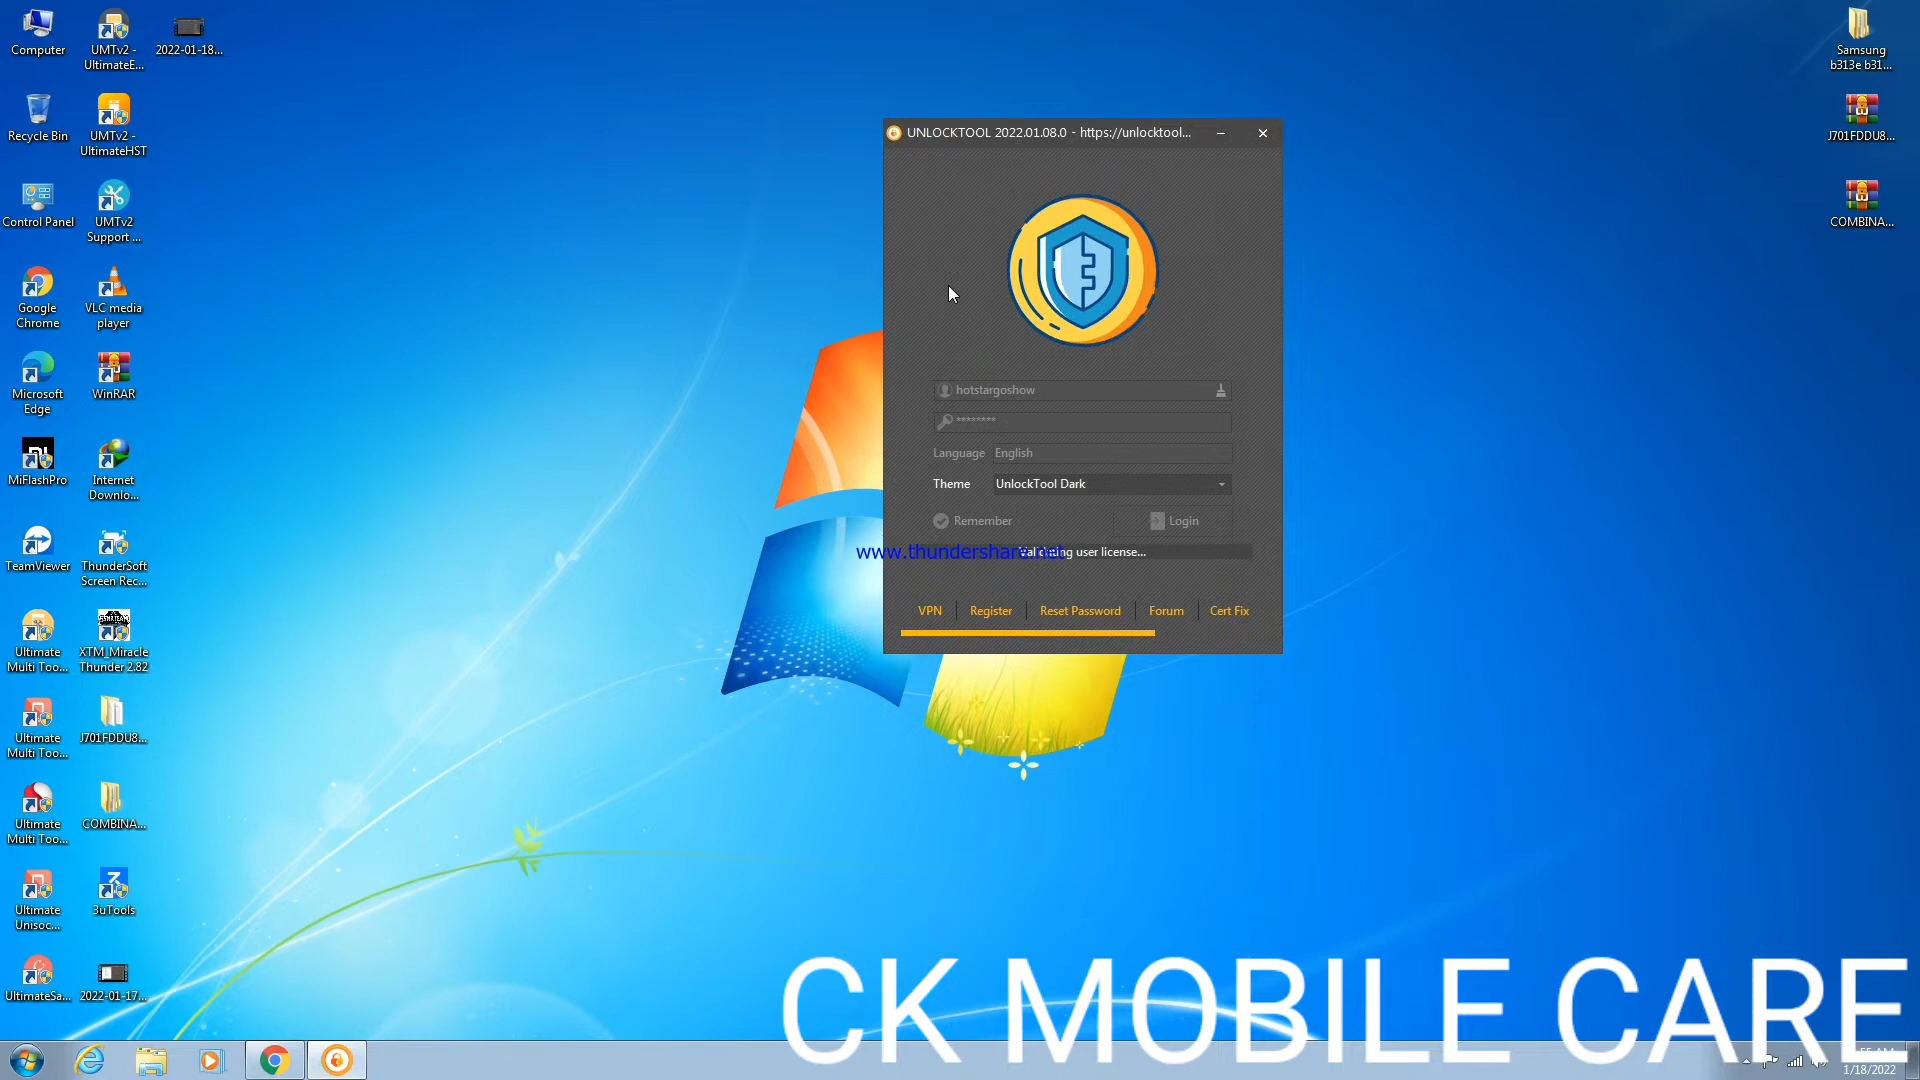 Computer
UMTv2 -
UltimateE...
2022-01-18...
Recycle Bin
UMTv2 -
UltimateHST
Control Panel
UMTv2
Support ...
Google
Chrome
VLC media
player
Microsoft
Edge
WinRAR
MiFlashPro
Internet
Downlo...
TeamViewer
ThunderSoft
Screen Rec...
Ultimate
Multi Too...
XTM_Miracle
Thunder 2.82
Ultimate
Multi Too...
J701FDDU8...
Ultimate
Multi Too...
COMBINA...
Ultimate
Unisoc...
3uTools
UltimateSa...
2022-01-17...
Samsung
b313e b31...
J701FDDU8...
COMBINA...
UNLOCKTOOL 2022.01.08.0 - https://unlocktool...
hotstargoshow
********
Language English
Theme UnlockTool Dark
Remember Login
www.thundershare.net
user license...
VPN Register Reset Password Forum Cert Fix
CK MOBILE CARE
1/18/2022